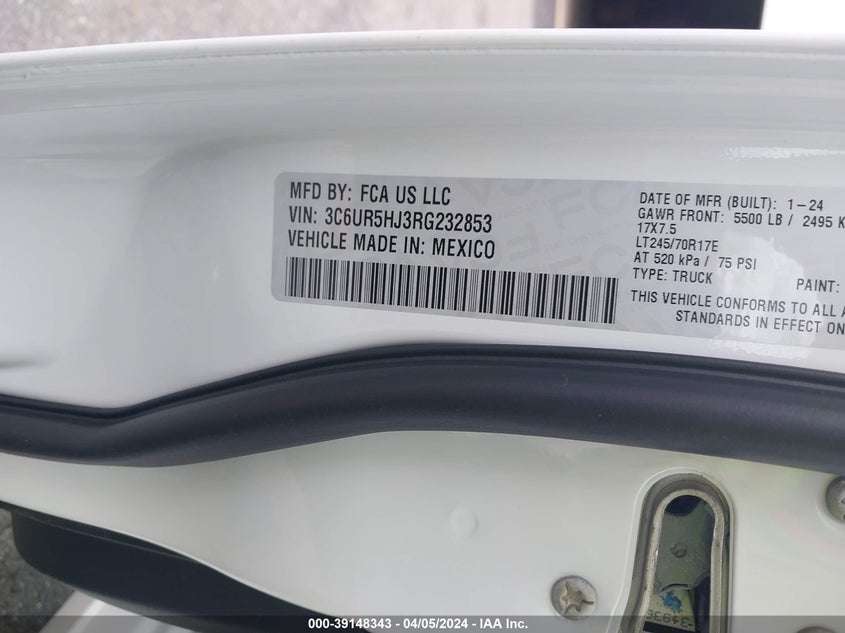 MFD BY: FCA US LLC
VIN: 3C6UR5HJ3RG232853
VEHICLE MADE IN: MEXICO
DATE OF MFR (BUILT): 1-24
GAWR FRONT: 5500 LB / 2495 K
17X7.5
LT245/70R17E
AT 520 kPa / 75 PSI
TYPE: TRUCK
PAINT:
THIS VEHICLE CONFORMS TO ALL A
STANDARDS IN EFFECT ON
000-39148343 - 04/05/2024 - IAA Inc.